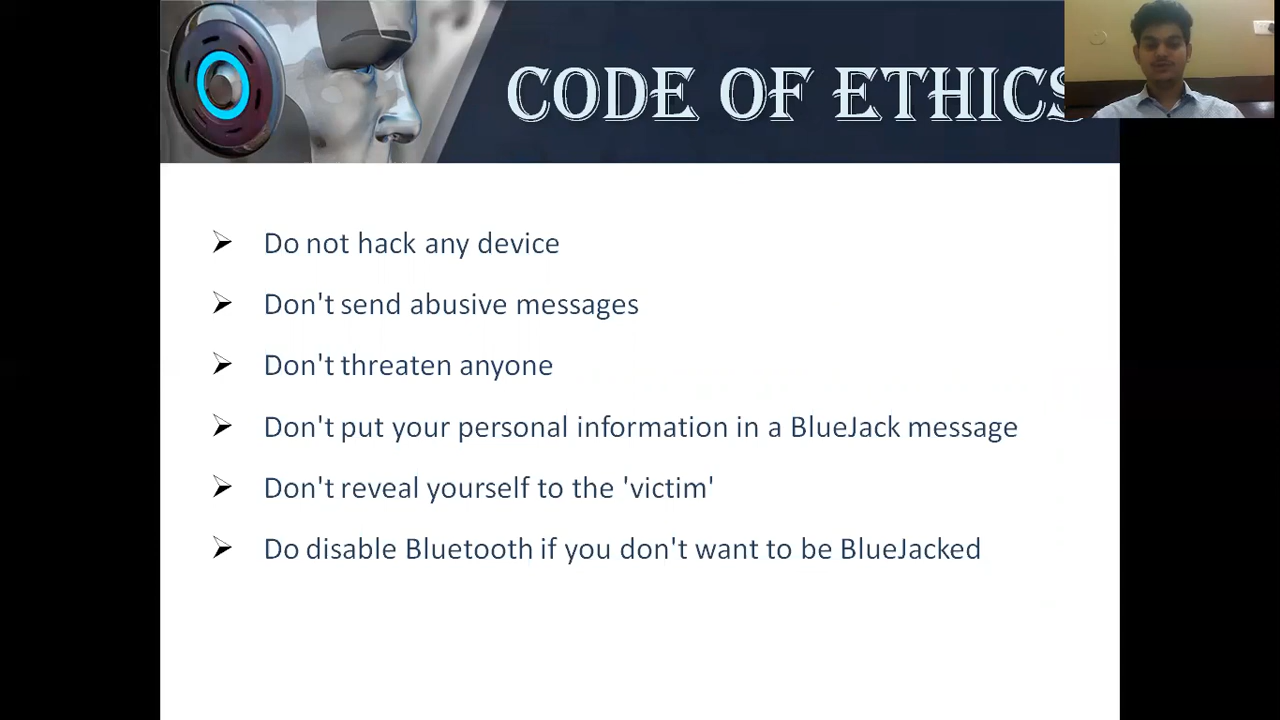 CODE OF ETHICS
Do not hack any device
Don't send abusive messages
Don't threaten anyone
Don't put your personal information in a BlueJack message
Don't reveal yourself to the 'victim'
Do disable Bluetooth if you don't want to be BlueJacked